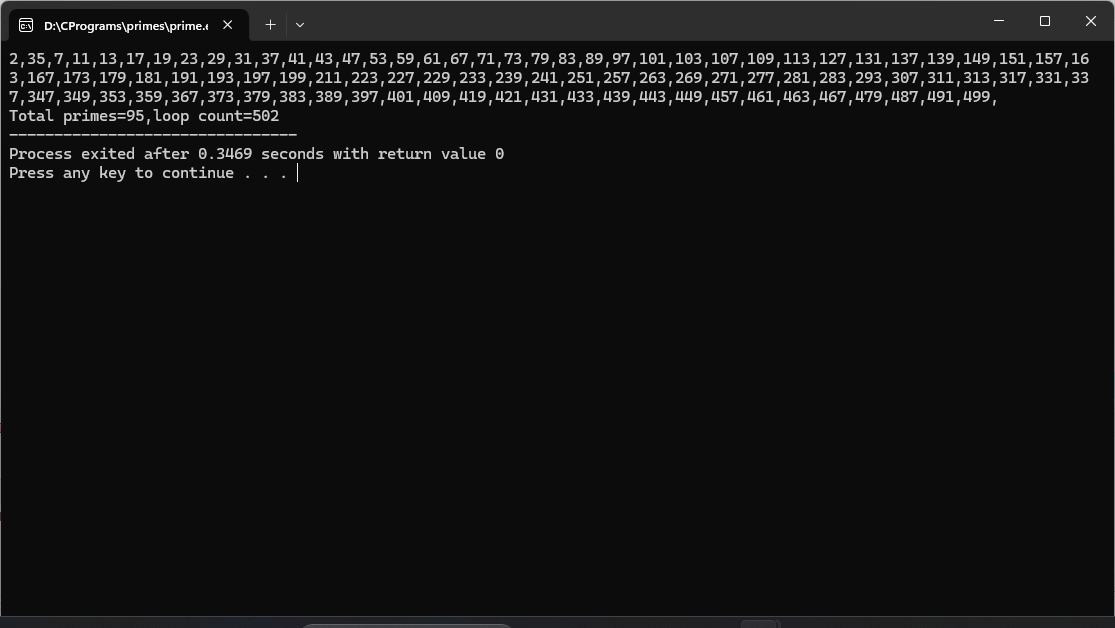 D:\CPrograms\primes\prime.e
2,35,7,11,13,17,19,23,29,31,37,41,43,47,53,59,61,67,71,73,79,83,89,97,101,103,107,109,113,127,131,137,139,149,151,157,16
3,167,173,179,181,191,193,197,199,211,223,227,229,233,239,241,251,257,263,269,271,277,281,283,293,307,311,313,317,331,33
7,347,349,353,359,367,373,379,383,389,397,401,409,419,421,431,433,439,443,449,457,461,463,467,479,487,491,499,
Total primes=95,loop count=502
--------------------------------
Process exited after 0.3469 seconds with return value 0
Press any key to continue . . .